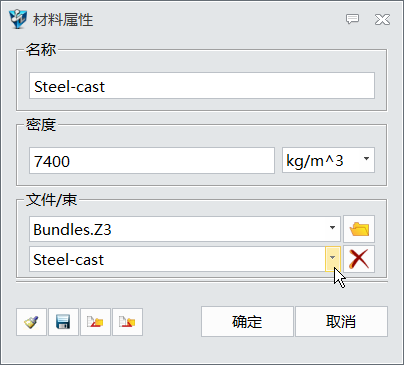 材料属性
名称
Steel-cast
密度
7400
kg/m^3
文件/束
Bundles.Z3
Steel-cast
确定
取消